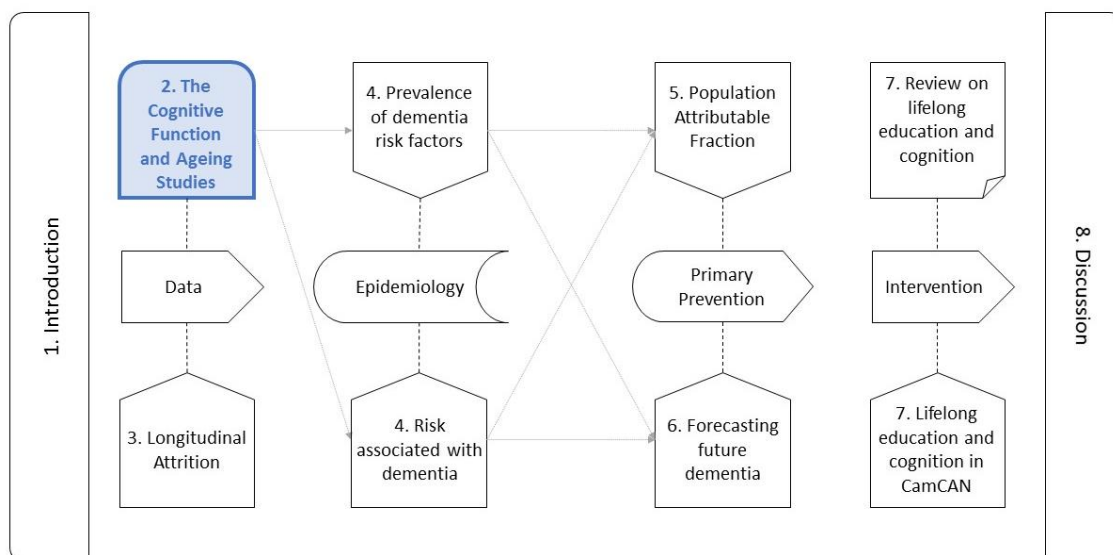 1. Introduction
2. The
Cognitive
Function
and Ageing
Studies
4. Prevalence
of dementia
risk factors
5. Population
Attributable
Fraction
7. Review on
lifelong
education and
cognition
Data
Epidemiology
Primary
Prevention
Intervention
3. Longitudinal
Attrition
4. Risk
associated with
dementia
6. Forecasting
future
dementia
7. Lifelong
education and
cognition in
CamCAN
8. Discussion